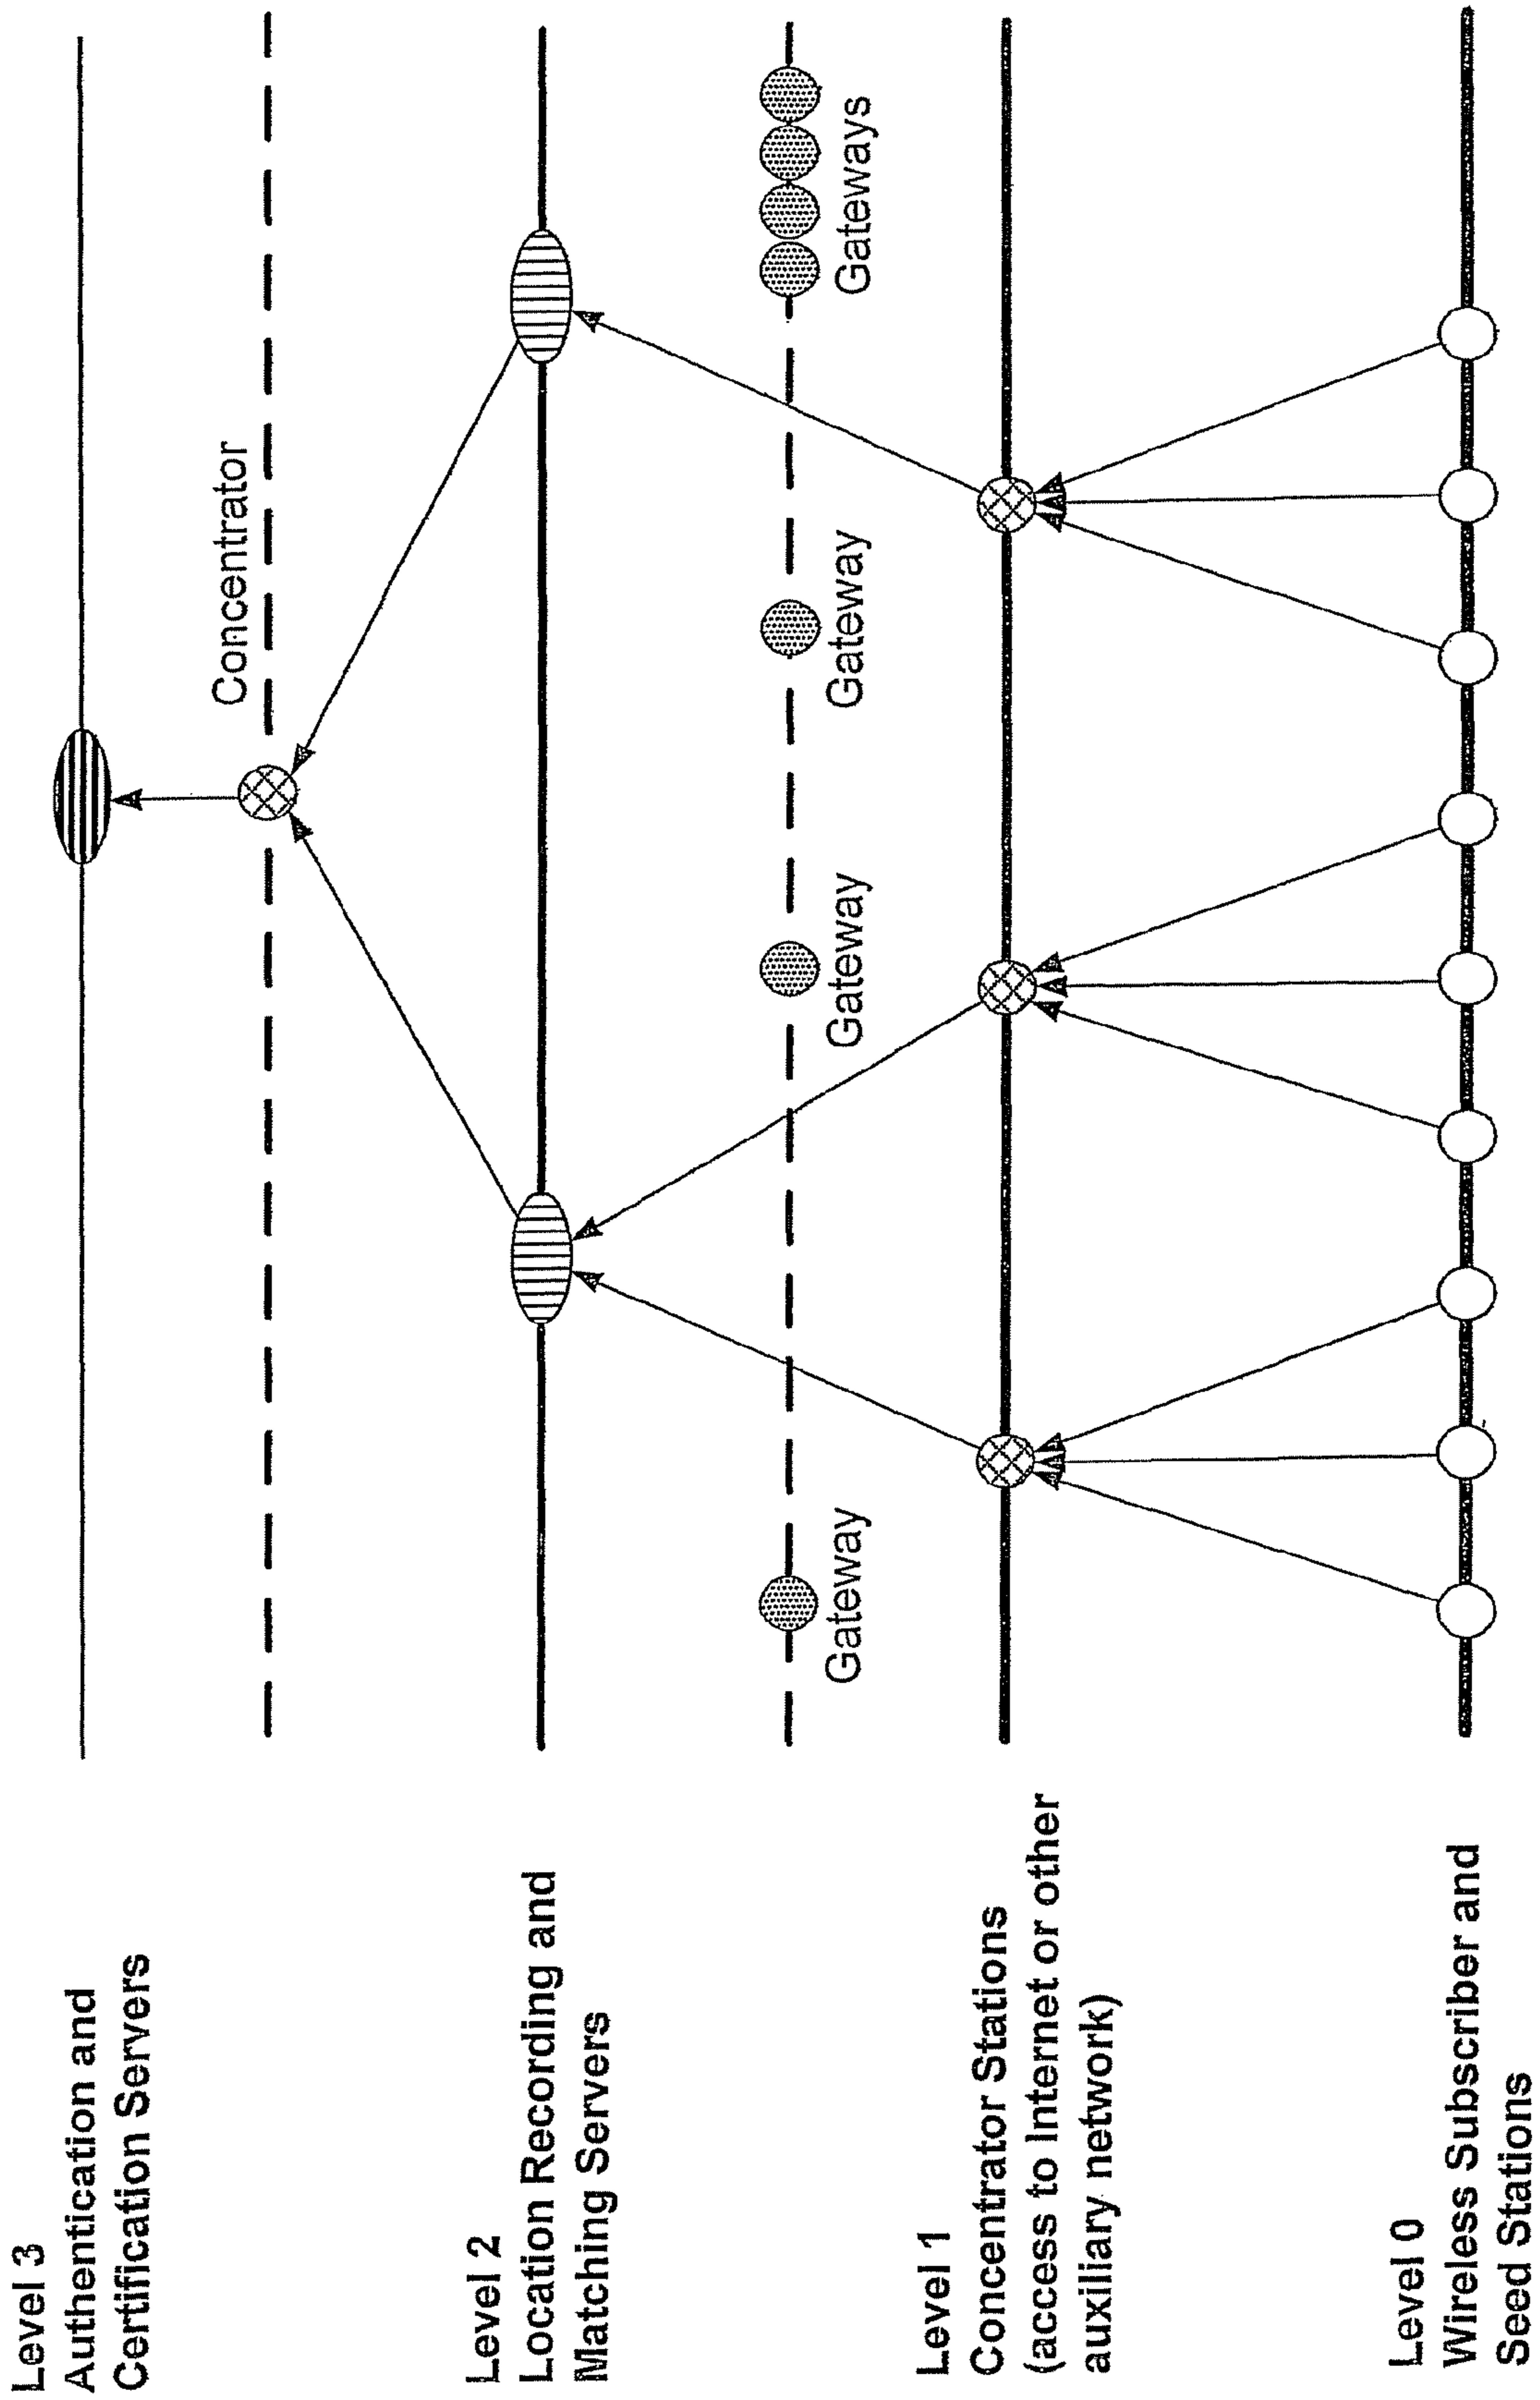 Level 3
Authentication and
Certification Servers
Concentrator
Level 2
Location Recording and
Matching Servers
Gateway
Gateway
Gateway
Gateways
Level 1
Concentrator Stations
(access to Internet or other
auxiliary network)
Level 0
Wireless Subscriber and
Seed Stations